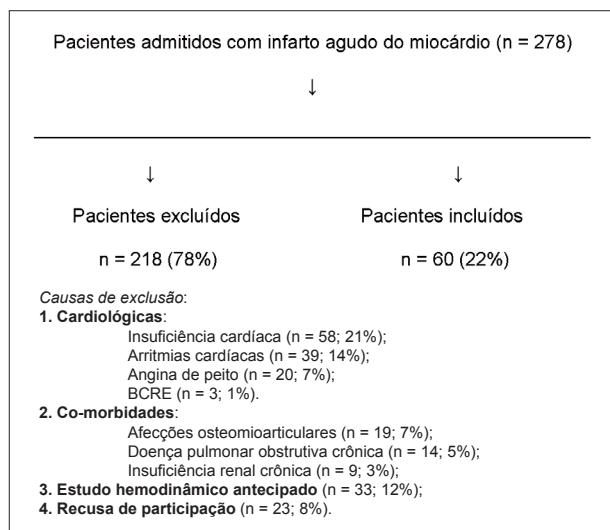 Pacientes admitidos com infarto agudo do miocárdio (n = 278)
↓
↓ ↓
Pacientes excluídos Pacientes incluídos
n = 218 (78%) n = 60 (22%)
Causas de exclusão:
1. Cardiológicas:
Insuficiência cardíaca (n = 58; 21%);
Arritmias cardíacas (n = 39; 14%);
Angina de peito (n = 20; 7%);
BCRE (n = 3; 1%).
2. Co-morbidades:
Afecções osteomioarticulares (n = 19; 7%);
Doença pulmonar obstrutiva crônica (n = 14; 5%);
Insuficiência renal crônica (n = 9; 3%);
3. Estudo hemodinâmico antecipado (n = 33; 12%);
4. Recusa de participação (n = 23; 8%).